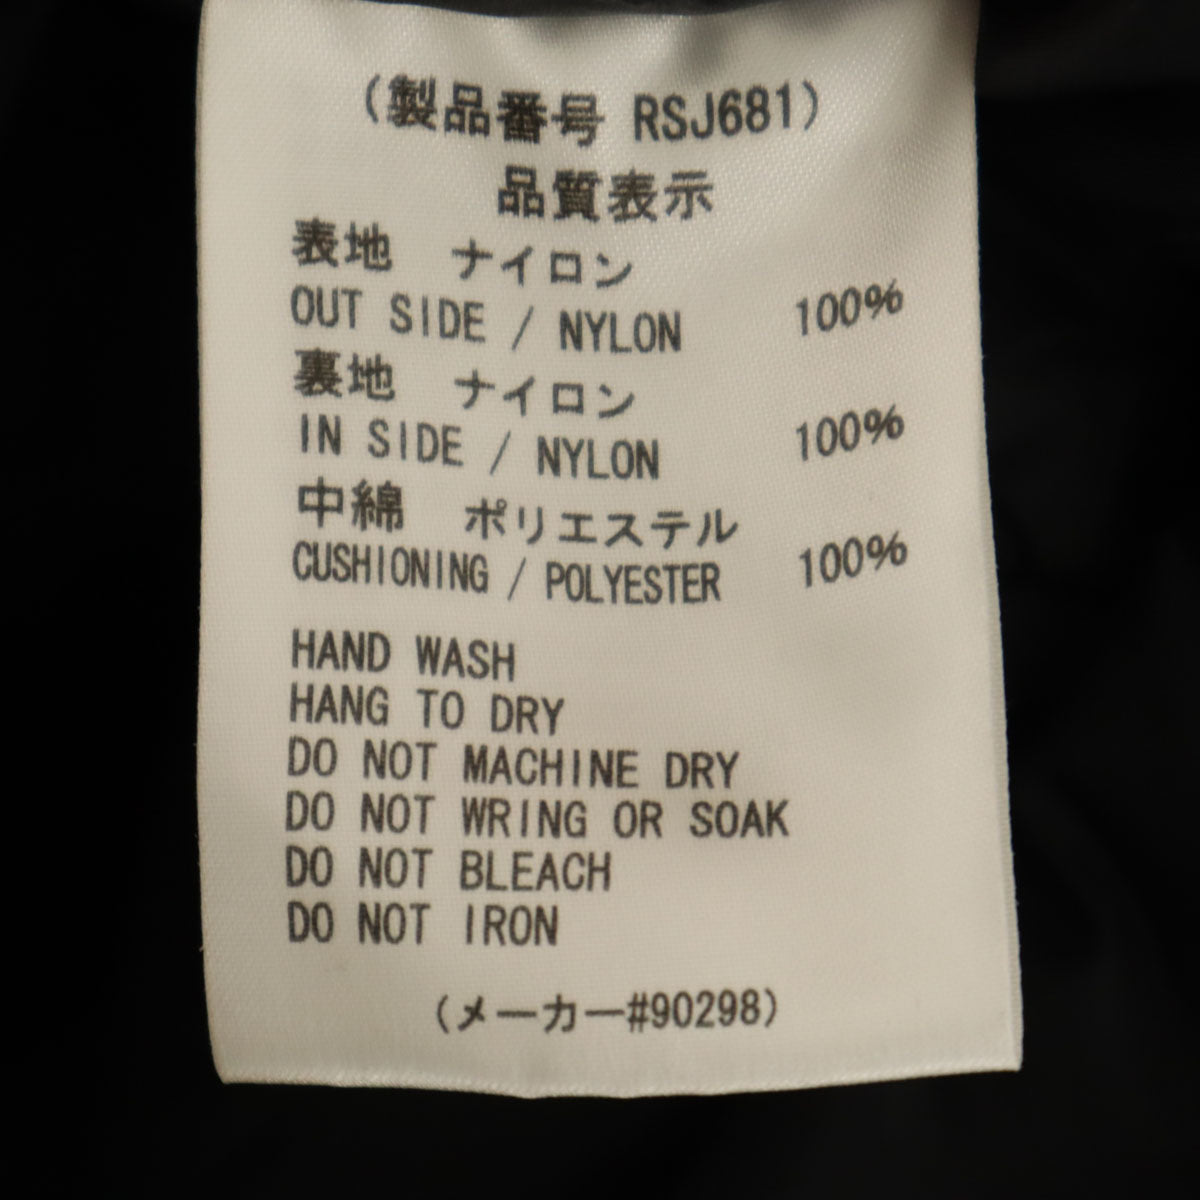 (製品番号 RSJ681)
品質表示
表地 ナイロン
OUT SIDE / NYLON 100%
裏地 ナイロン
IN SIDE / NYLON 100%
中綿 ポリエステル
CUSHIONING / POLYESTER 100%
HAND WASH
HANG TO DRY
DO NOT MACHINE DRY
DO NOT WRING OR SOAK
DO NOT BLEACH
DO NOT IRON
(メーカー#90298)